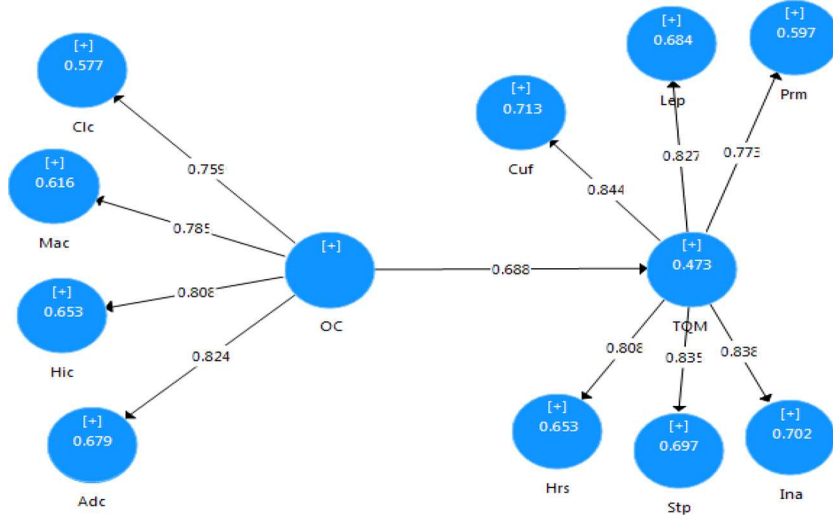 [+]
0.577
Clc
[+]
0.616
Mac
[+]
0.653
Hic
[+]
0.679
Adc
0.759
0.785
0.808
0.824
[+]
OC
0.688
[+]
0.473
TQM
[+]
0.713
Cuf
[+]
0.684
Lep
[+]
0.597
Prm
0.844
0.827
0.773
0.808
0.835
0.838
[+]
0.653
Hrs
[+]
0.697
Stp
[+]
0.702
Ina